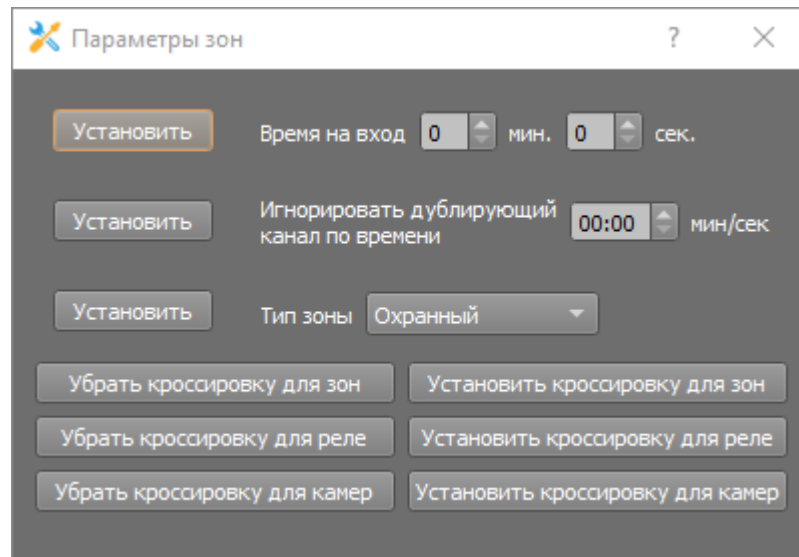 Параметры зон ?
Установить Время на вход 0 мин. 0 сек.
Установить Игнорировать дублирующий
канал по времени 00:00 мин/сек
Установить Тип зоны Охранный
Убрать кроссировку для зон Установить кроссировку для зон
Убрать кроссировку для реле Установить кроссировку для реле
Убрать кроссировку для камер Установить кроссировку для камер